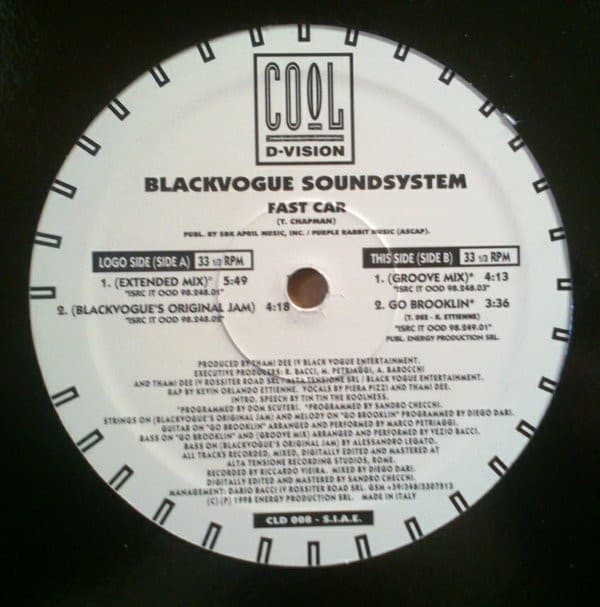 COOL
D-VISION
BLACKVOGUE SOUNDSYSTEM
FAST CAR
(T. CHAPMAN)
PUBL. BY SBK APRIL MUSIC, INC. / PURPLE RABBIT MUSIC (ASCAP).
LOGO SIDE (SIDE A) 33 1/3 RPM
1. (EXTENDED MIX)° 5:49
"ISRC IT OOD 98.248.01"
2. (BLACKVOGUE'S ORIGINAL JAM) 4:18
"ISRC IT OOD 98.248.02"
THIS SIDE (SIDE B) 33 1/3 RPM
1. (GROOVE MIX)* 4:13
"ISRC IT OOD 98.248.03"
2. GO BROOKLIN* 3:36
(T. DEE - K. ETTIENNE)
"ISRC IT OOD 98.249.01"
PUBL. ENERGY PRODUCTION SRL.
PRODUCED BY THAMI DEE IV BLACK VOGUE ENTERTAINMENT.
EXECUTIVE PRODUCERS: R. BACCI, M. PETRIAGGI, A. BAROCCHI
AND THAMI DEE IV ROSSITER ROAD SRL / ALTA TENSIONE SRL / BLACK VOGUE ENTERTAINMENT.
RAP BY KEVIN ORLANDO ETTIENNE. VOCALS BY PIERA PIZZI AND THAMI DEE.
INTRO. SPEECH BY TIN TIN THE KOOLNESS.
°PROGRAMMED BY DOM SCUTERI. *PROGRAMMED BY SANDRO CHECCHI.
STRINGS ON (BLACKVOGUE'S ORIGINAL JAM) AND MELODY ON "GO BROOKLIN" PROGRAMMED BY DIEGO DARI.
GUITAR ON "GO BROOKLIN" ARRANGED AND PERFORMED BY MARCO PETRIAGGI.
BASS ON "GO BROOKLIN" AND (GROOVE MIX) ARRANGED AND PERFORMED BY VEZIO BACCI.
BASS ON (BLACKVOGUE'S ORIGINAL JAM) BY ALESSANDRO LEGATO.
ALL TRACKS RECORDED, MIXED, DIGITALLY EDITED AND MASTERED AT
ALTA TENSIONE RECORDING STUDIOS, ROME.
RECORDED BY RICCARDO VIEIRA. MIXED BY DIEGO DARI.
DIGITALLY EDITED AND MASTERED BY SANDRO CHECCHI.
MANAGEMENT: DARIO BACCI IV ROSSITER ROAD SRL. GSM +39/348/3307513
(C) (P) 1998 ENERGY PRODUCTION SRL. MADE IN ITALY
CLD 008 - S.I.A.E.